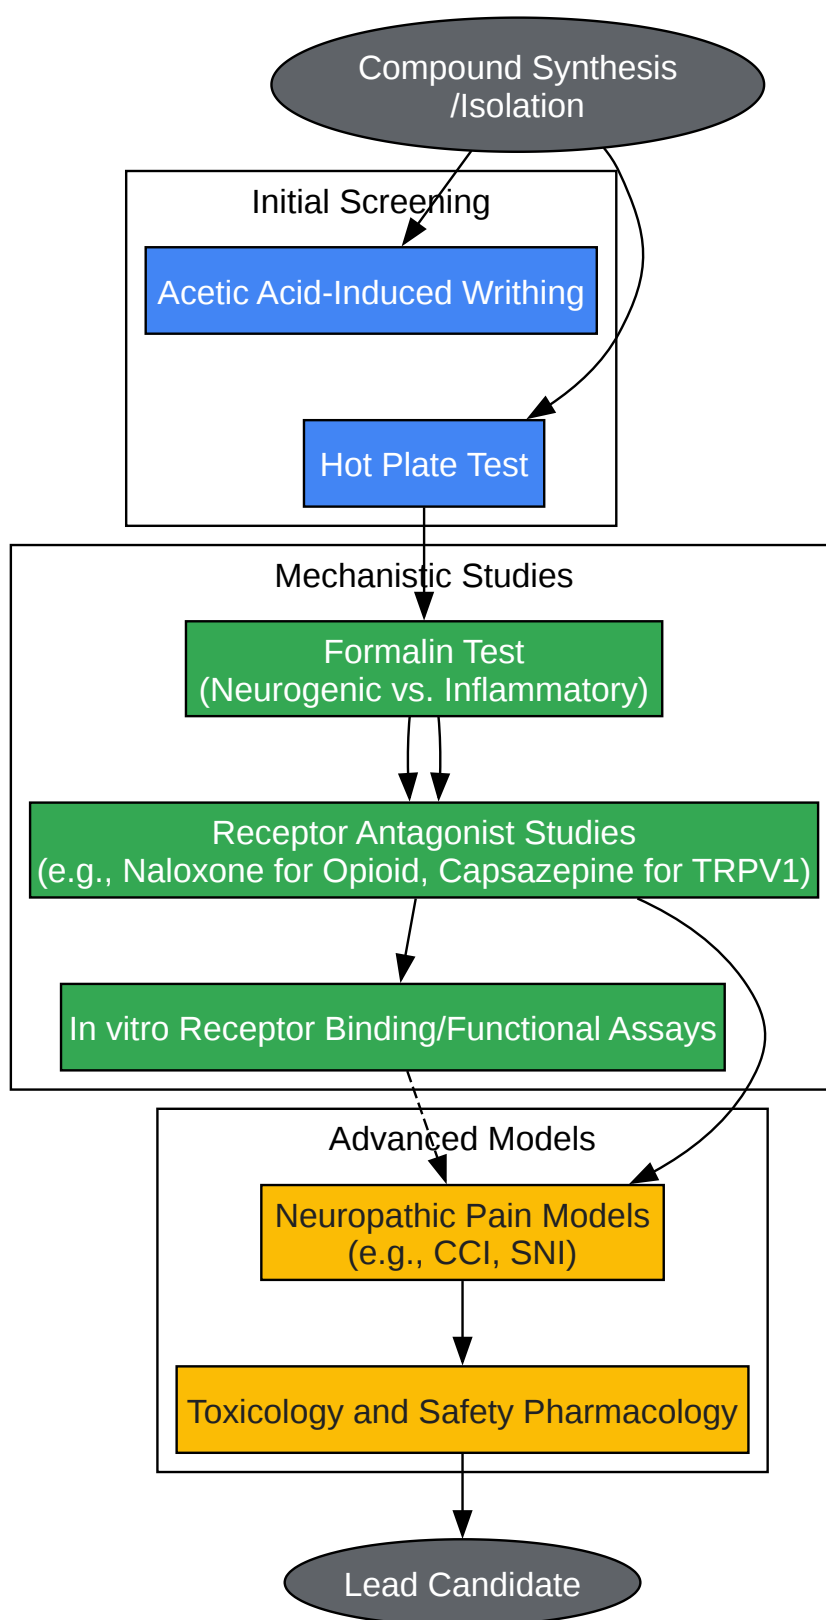 Compound Synthesis
/Isolation
Initial Screening
Acetic Acid-Induced Writhing
Hot Plate Test
Mechanistic Studies
Formalin Test
(Neurogenic vs. Inflammatory)
Receptor Antagonist Studies
(e.g., Naloxone for Opioid, Capsazepine for TRPV1)
In vitro Receptor Binding/Functional Assays
Advanced Models
Neuropathic Pain Models
(e.g., CCI, SNI)
Toxicology and Safety Pharmacology
Lead Candidate